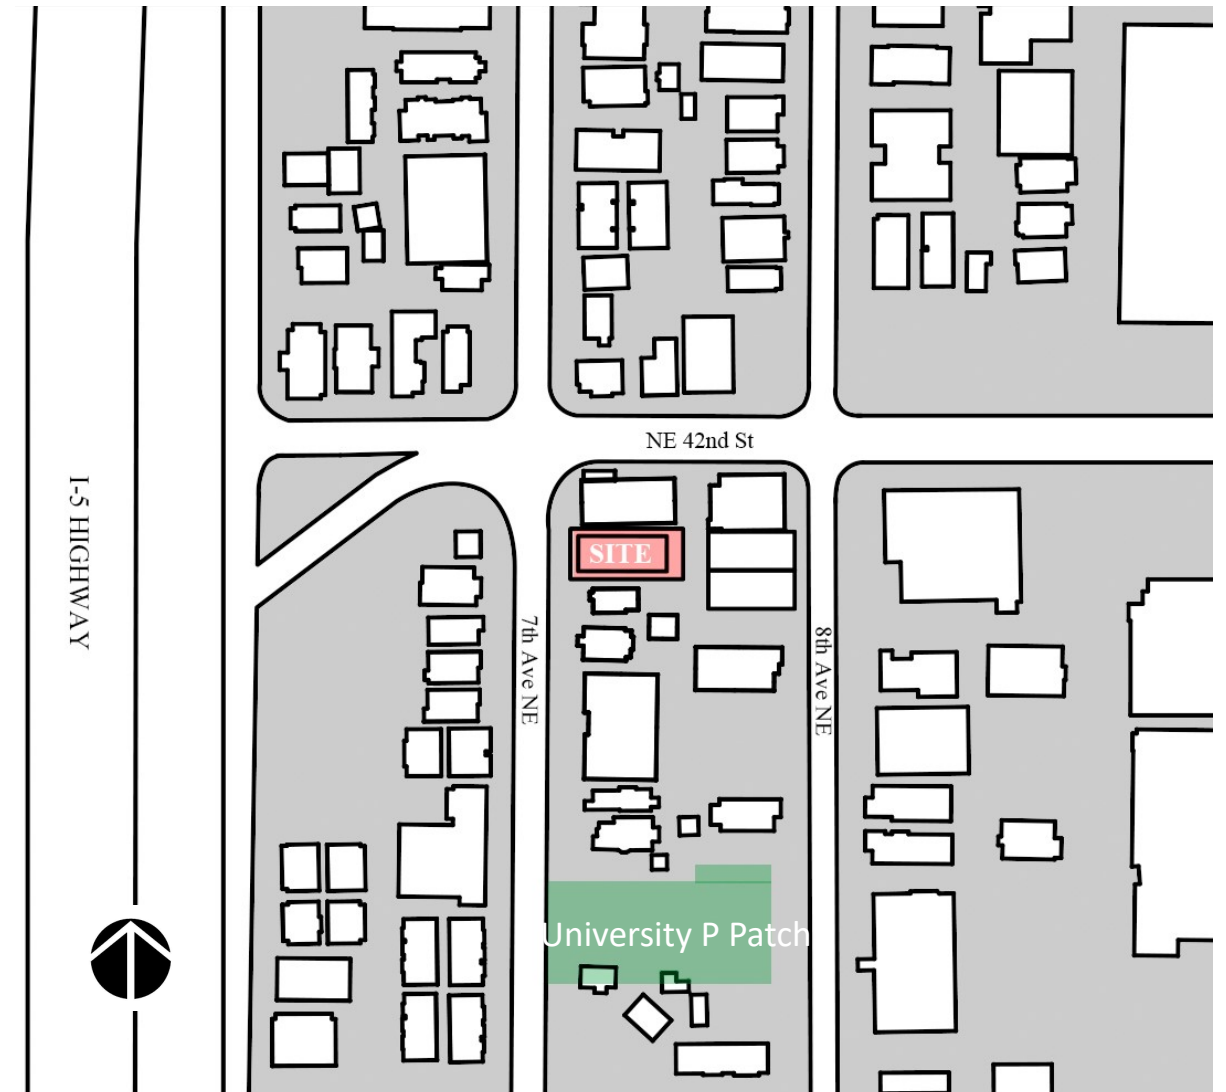 NE 42nd St
I-5 HIGHWAY
SITE
7th Ave NE
8th Ave NE
University P Patch